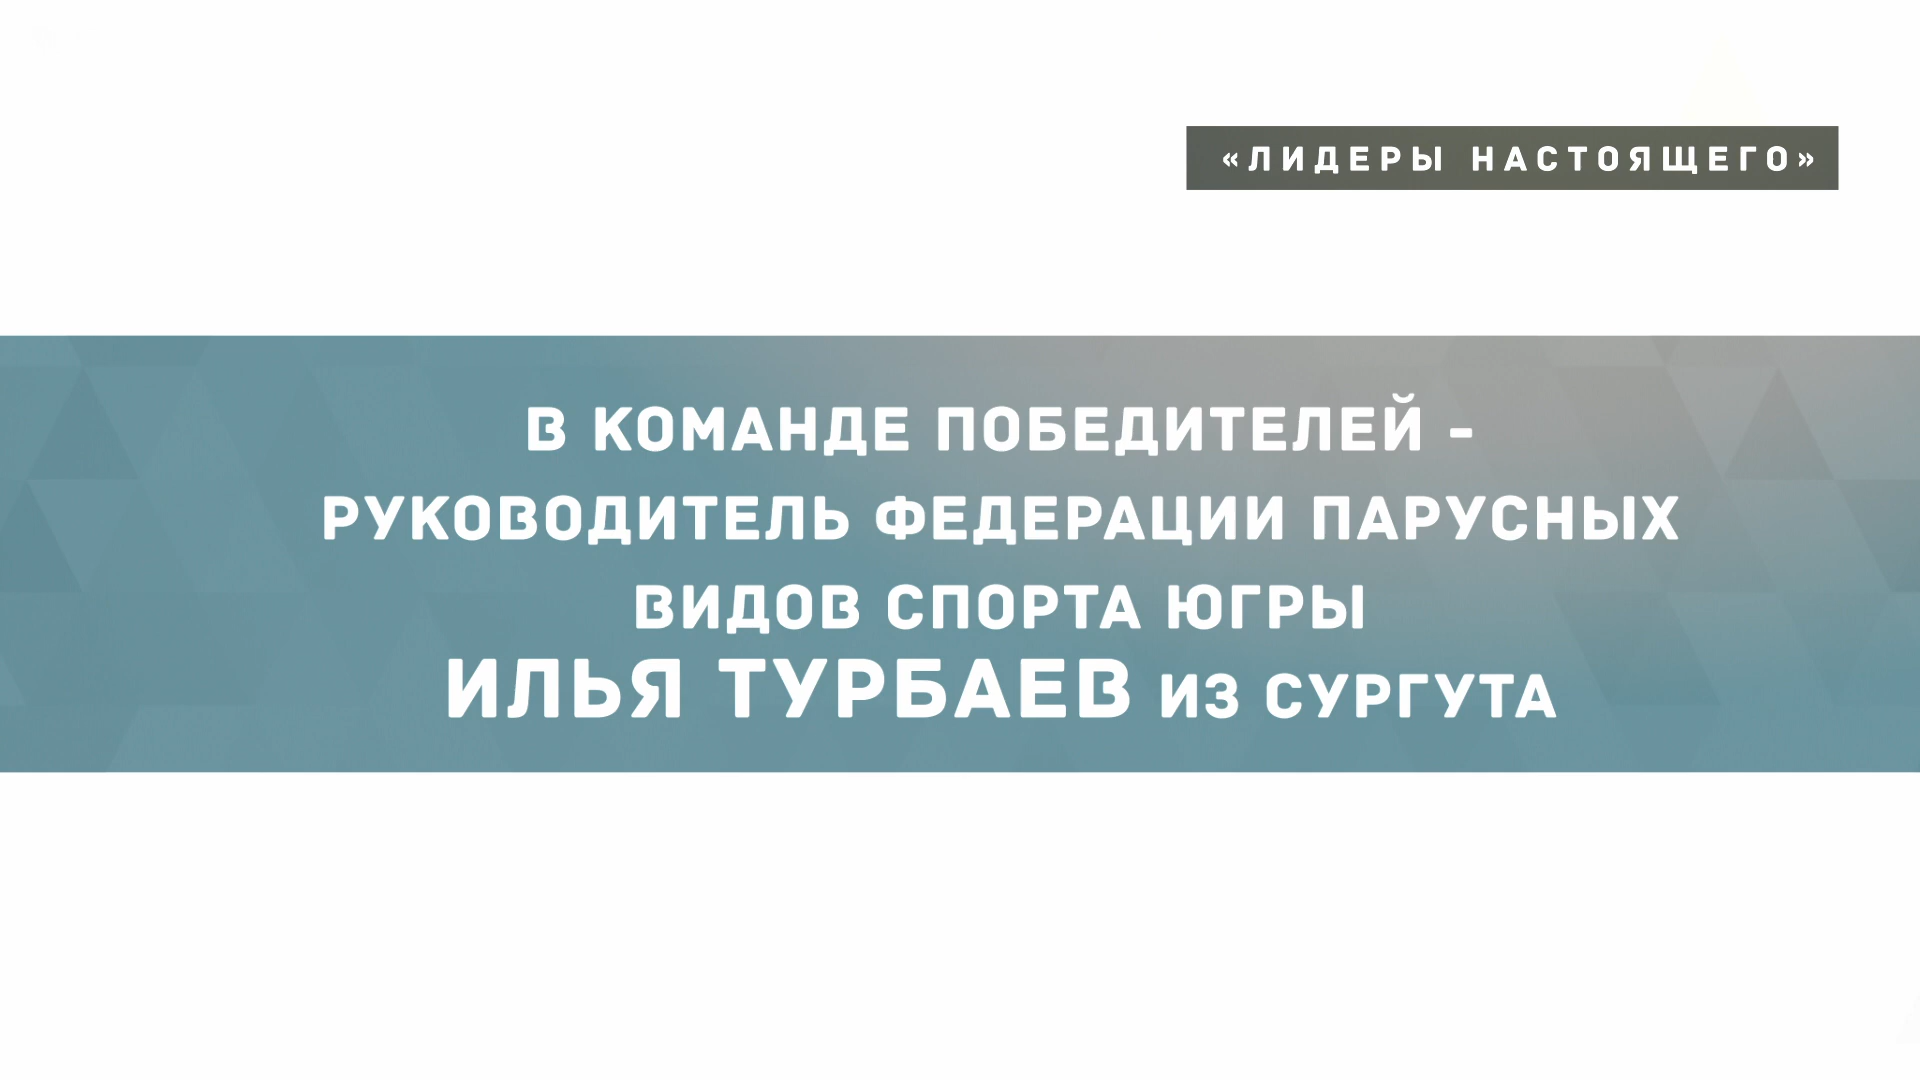 «ЛИДЕРЫ НАСТОЯЩЕГО»
В КОМАНДЕ ПОБЕДИТЕЛЕЙ -
РУКОВОДИТЕЛЬ ФЕДЕРАЦИИ ПАРУСНЫХ
ВИДОВ СПОРТА ЮГРЫ
ИЛЬЯ ТУРБАЕВ ИЗ СУРГУТА